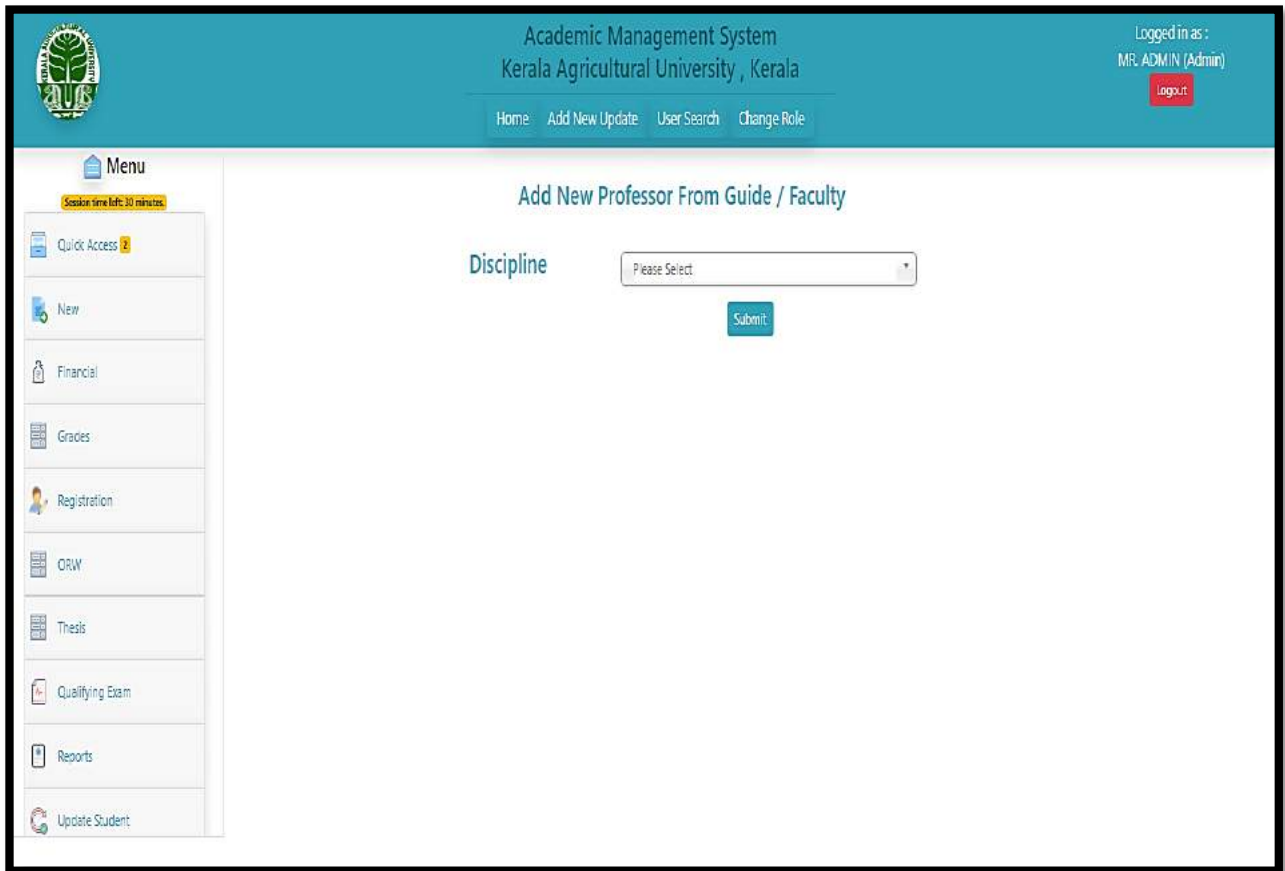 Academic Management System
Kerala Agricultural University , Kerala
Home Add New Update User Search Change Role
Logged in as :
MR. ADMIN (Admin)
Logout
Menu
Session time left: 30 minutes.
Quick Access 2
New
Financial
Grades
Registration
ORW
Thesis
Qualifying Exam
Reports
Update Student
Add New Professor From Guide / Faculty
Discipline
Please Select
Submit